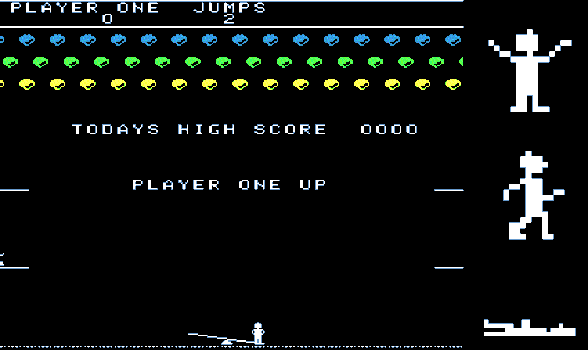 PLAYER ONE JUMPS
0 2
TODAYS HIGH SCORE 0000
PLAYER ONE UP